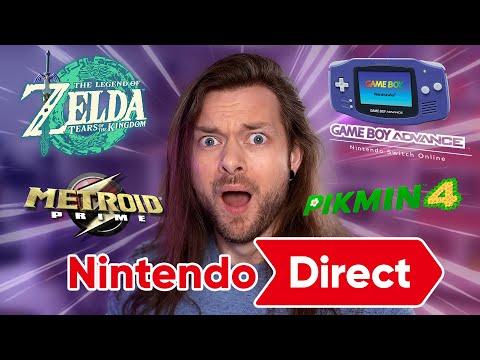 THE LEGEND OF
ZELDA
TEARS OF THE KINGDOM
GAME BOY
GAME BOY ADVANCE
Nintendo Switch Online
METROID
PRIME
PIKMIN 4
Nintendo Direct